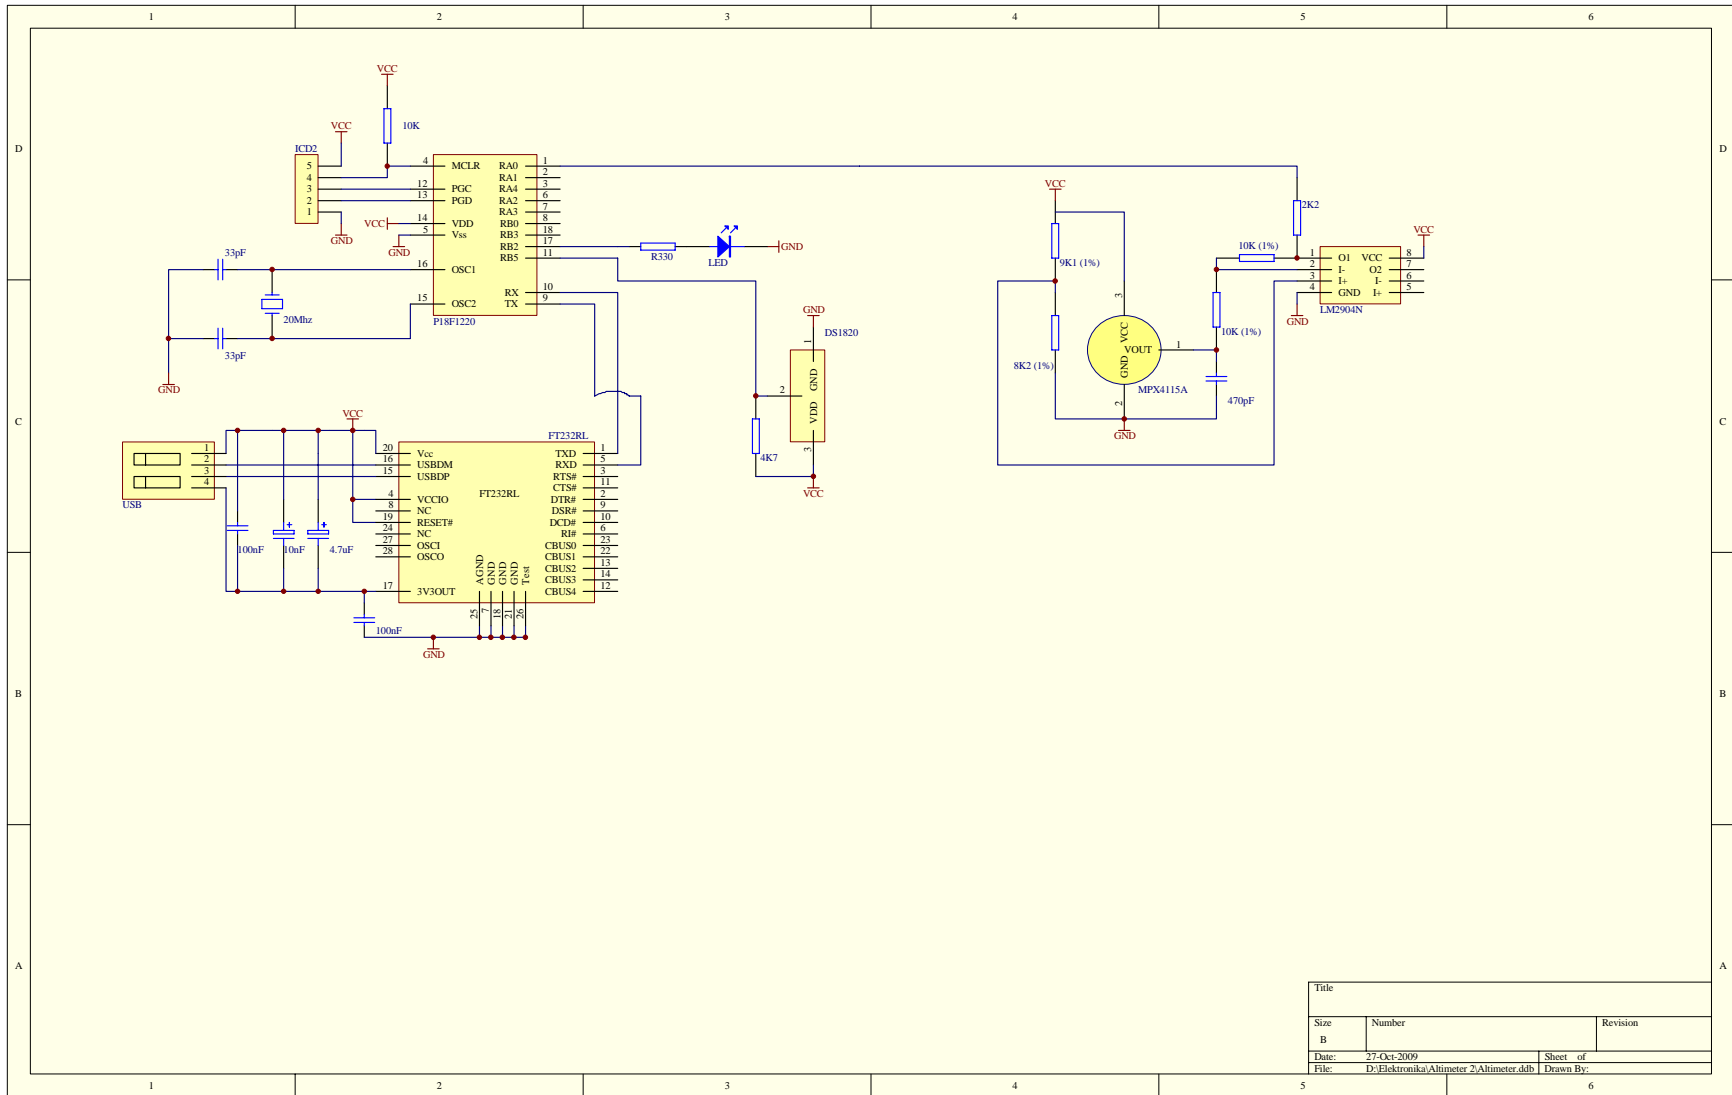 1 2 3 4 5 6
D D
C C
B B
A A
VCC
10K
VCC
ICD2
5
4
3
2
1
GND
4 MCLR
12 PGC
13 PGD
VCC 14 VDD
5 Vss
GND
16 OSC1
15 OSC2
RA0 1
RA1 2
RA4 3
RA2 6
RA3 7
RB0 8
RB3 18
RB2 17
RB5 11
RX 10
TX 9
P18F1220
33pF
20Mhz
33pF
GND
R330
LED
GND
GND
DS1820
1
GND
2
VDD
3
4K7
VCC
VCC
9K1 (1%)
8K2 (1%)
3
VCC
VOUT
GND
1
2
MPX4115A
GND
470pF
10K (1%)
10K (1%)
2K2
VCC
1 O1 VCC 8
2 I- O2 7
3 I+ I- 6
4 GND I+ 5
GND
LM2904N
VCC
USB
1
2
3
4
100nF
10nF
+
4.7uF
+
100nF
GND
FT232RL
FT232RL
20 Vcc
16 USBDM
15 USBDP
4 VCCIO
8 NC
19 RESET#
24 NC
27 OSCI
28 OSCO
17 3V3OUT
TXD 1
RXD 5
RTS# 3
CTS# 11
DTR# 2
DSR# 9
DCD# 10
RI# 6
CBUS0 23
CBUS1 22
CBUS2 13
CBUS3 14
CBUS4 12
AGND 25
GND 7
GND 18
GND 21
Test 26
Title
Size Number Revision
B
Date: 27-Oct-2009 Sheet of
File: D:\Elektronika\Altimeter 2\Altimeter.ddb Drawn By:
1 2 3 4 5 6